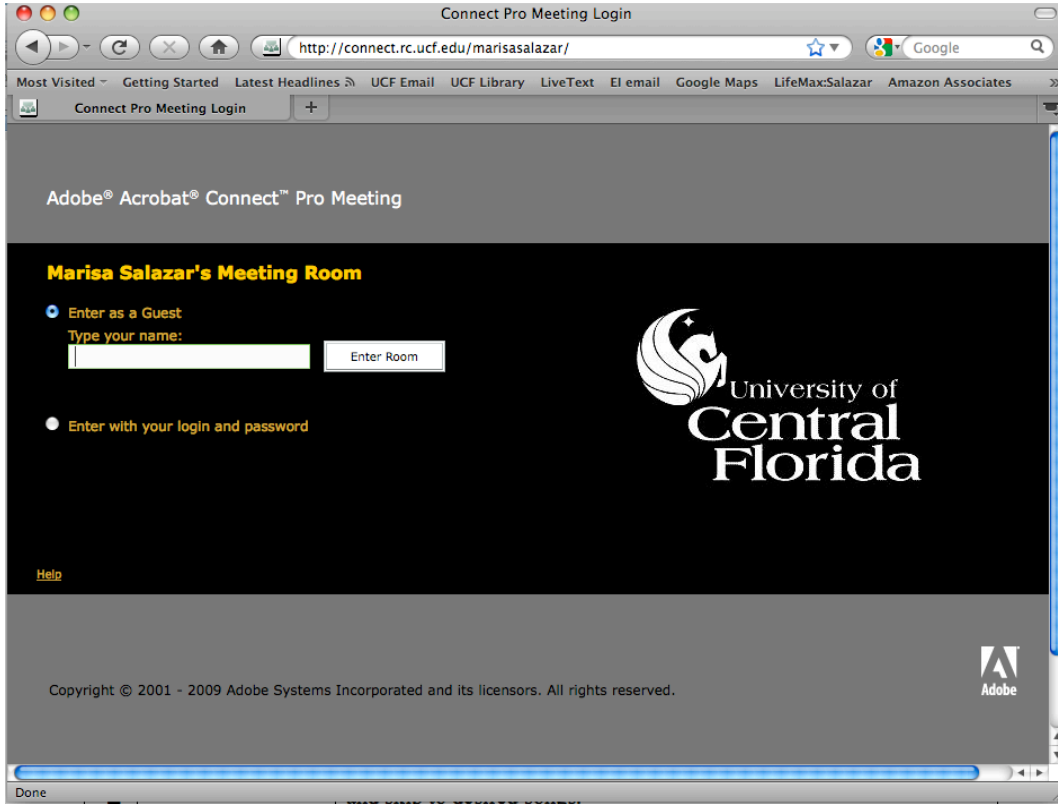 Connect Pro Meeting Login
http://connect.rc.ucf.edu/marisasalazar/
Google
Most Visited Getting Started Latest Headlines UCF Email UCF Library LiveText EI email Google Maps LifeMax:Salazar Amazon Associates »
Connect Pro Meeting Login +
Adobe® Acrobat® Connect™ Pro Meeting
Marisa Salazar's Meeting Room
Enter as a Guest
Type your name:
Enter Room
Enter with your login and password
University of
Central
Florida
Help
Copyright © 2001 - 2009 Adobe Systems Incorporated and its licensors. All rights reserved.
Adobe
Done